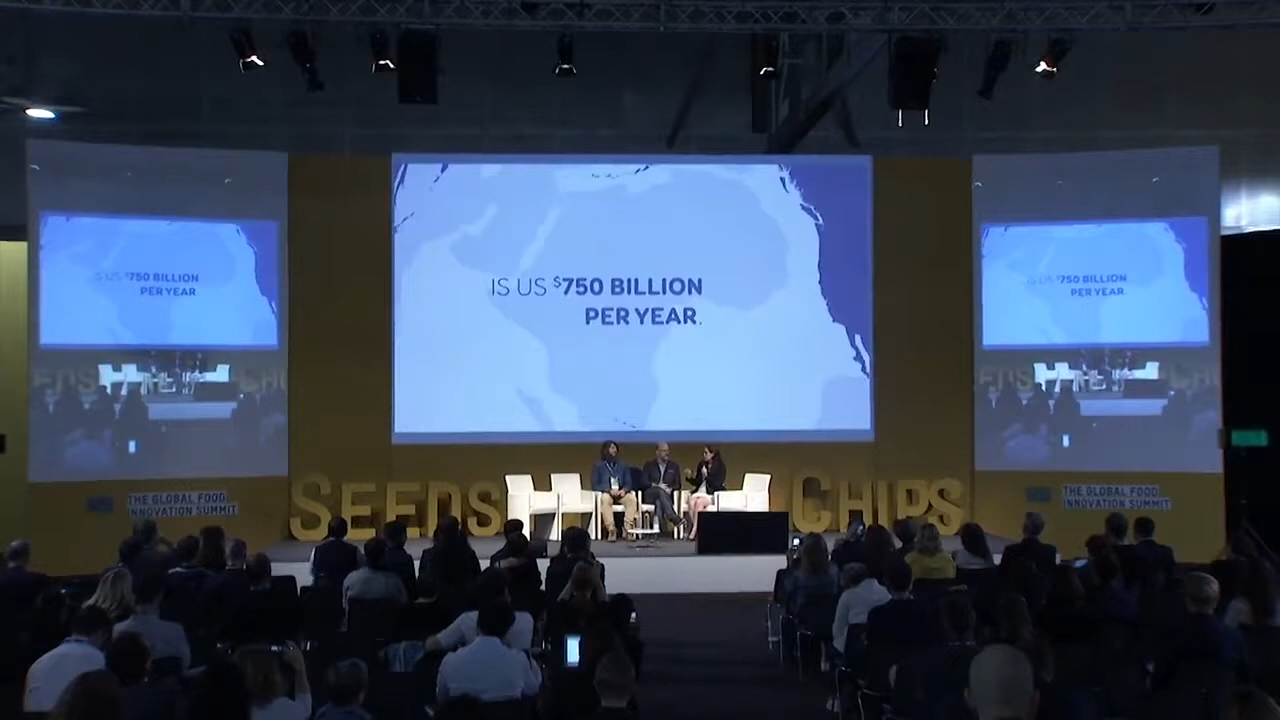 IS US $750 BILLION
PER YEAR.
IS US $750 BILLION
PER YEAR
IS US $750 BILLION
PER YEAR.
SEEDS CHIPS
THE GLOBAL FOOD
INNOVATION SUMMIT
THE GLOBAL FOOD
INNOVATION SUMMIT